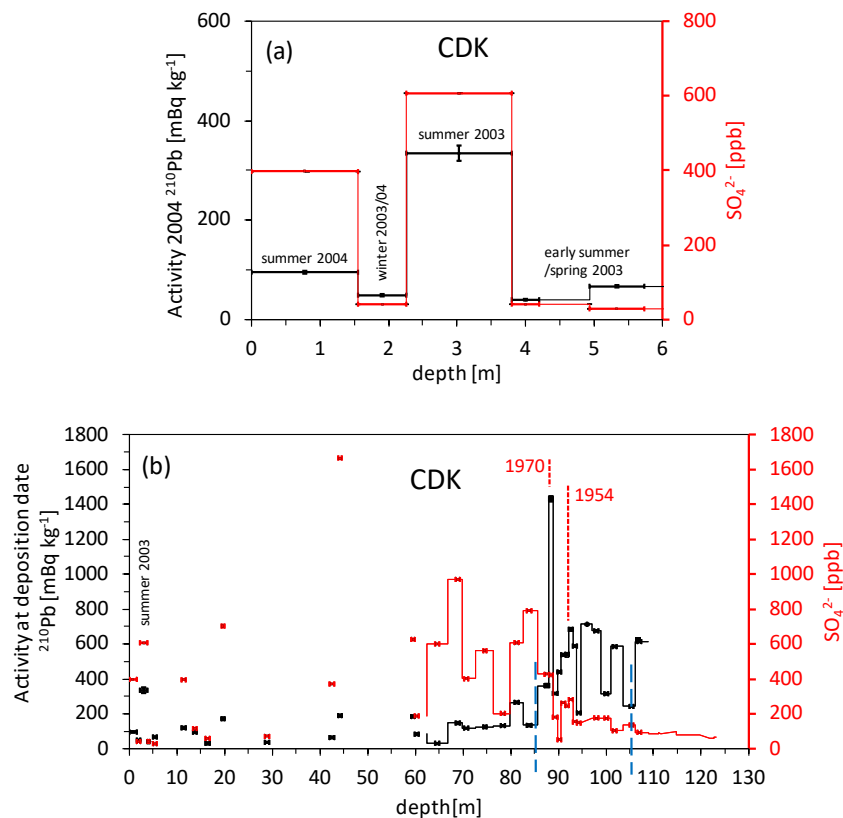 (a)
CDK
Activity 2004 ²¹⁰Pb [mBq kg⁻¹]
600
400
200
0
summer 2004
winter 2003/04
summer 2003
early summer
/spring 2003
800
600
400
200
0
SO₄²⁻ [ppb]
0 1 2 3 4 5 6
depth [m]
(b)
CDK
Activity at deposition date
²¹⁰Pb [mBq kg⁻¹]
1800
1600
1400
1200
1000
800
600
400
200
0
summer 2003
1970
1954
1800
1600
1400
1200
1000
800
600
400
200
0
SO₄²⁻ [ppb]
0 10 20 30 40 50 60 70 80 90 100 110 120 130
depth[m]